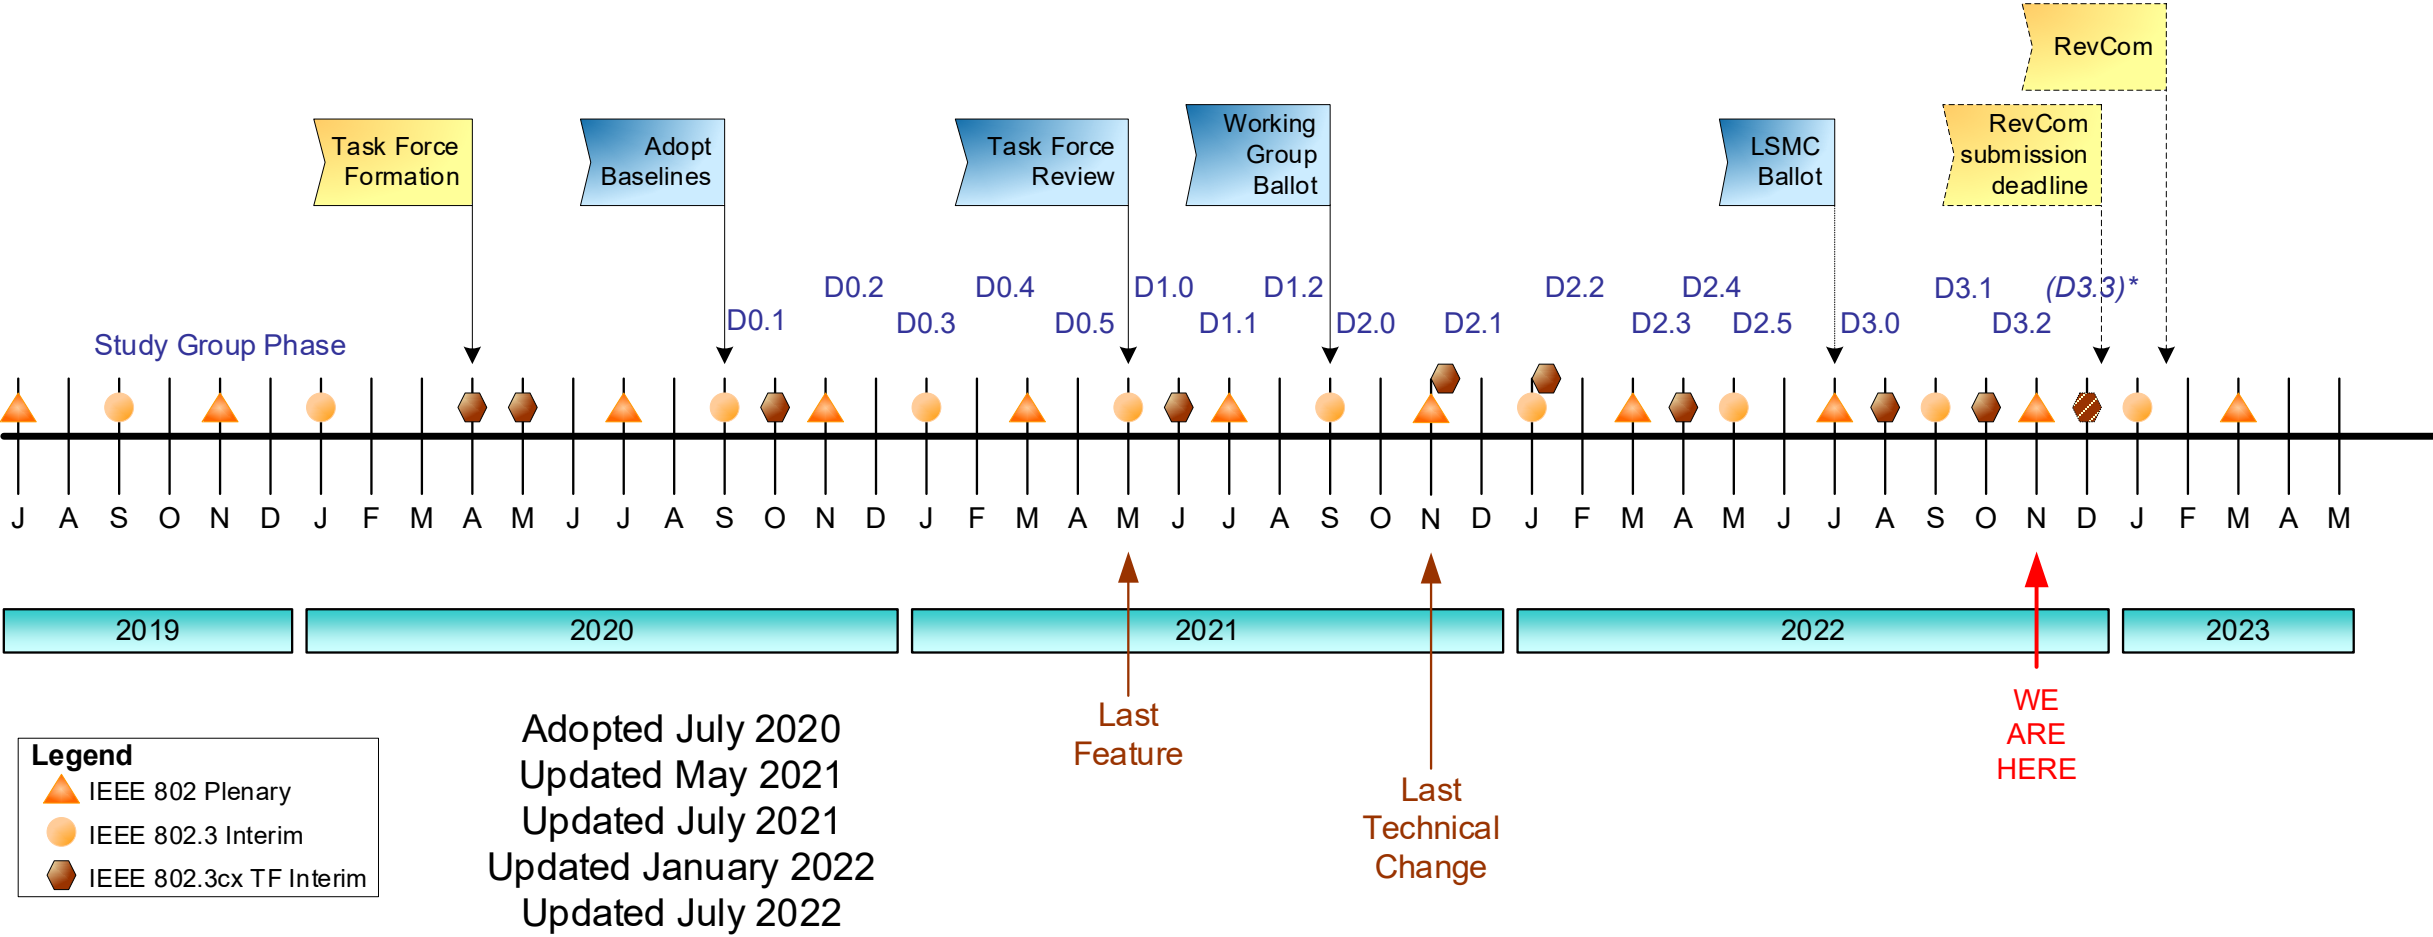 RevCom
Task Force
Formation
Adopt
Baselines
Task Force
Review
Working
Group
Ballot
LSMC
Ballot
RevCom
submission
deadline
D0.2
D0.4
D1.0
D1.2
D2.2
D2.4
D3.1
(D3.3)*
D0.1
D0.3
D0.5
D1.1
D2.0
D2.1
D2.3
D2.5
D3.0
D3.2
Study Group Phase
J A S O N D J F M A M J J A S O N D J F M A M J J A S O N D J F M A M J J A S O N D J F M A M
2019 2020 2021 2022 2023
Last
Feature
Last
Technical
Change
WE
ARE
HERE
Adopted July 2020
Updated May 2021
Updated July 2021
Updated January 2022
Updated July 2022
Legend
IEEE 802 Plenary
IEEE 802.3 Interim
IEEE 802.3cx TF Interim